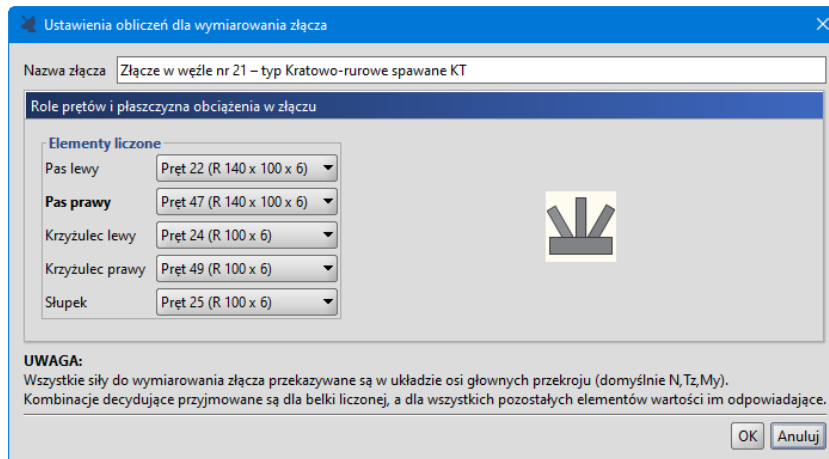 Ustawienia obliczeń dla wymiarowania złącza
Nazwa złącza Złącze w węźle nr 21 – typ Kratowo-rurowe spawane KT
Role prętów i płaszczyzna obciążenia w złączu
Elementy liczone
Pas lewy Pręt 22 (R 140 x 100 x 6)
Pas prawy Pręt 47 (R 140 x 100 x 6)
Krzyżulec lewy Pręt 24 (R 100 x 6)
Krzyżulec prawy Pręt 49 (R 100 x 6)
Słupek Pręt 25 (R 100 x 6)
UWAGA:
Wszystkie siły do wymiarowania złącza przekazywane są w układzie osi głownych przekroju (domyślnie N,Tz,My).
Kombinacje decydujące przyjmowane są dla belki liczonej, a dla wszystkich pozostałych elementów wartości im odpowiadające.
OK Anuluj